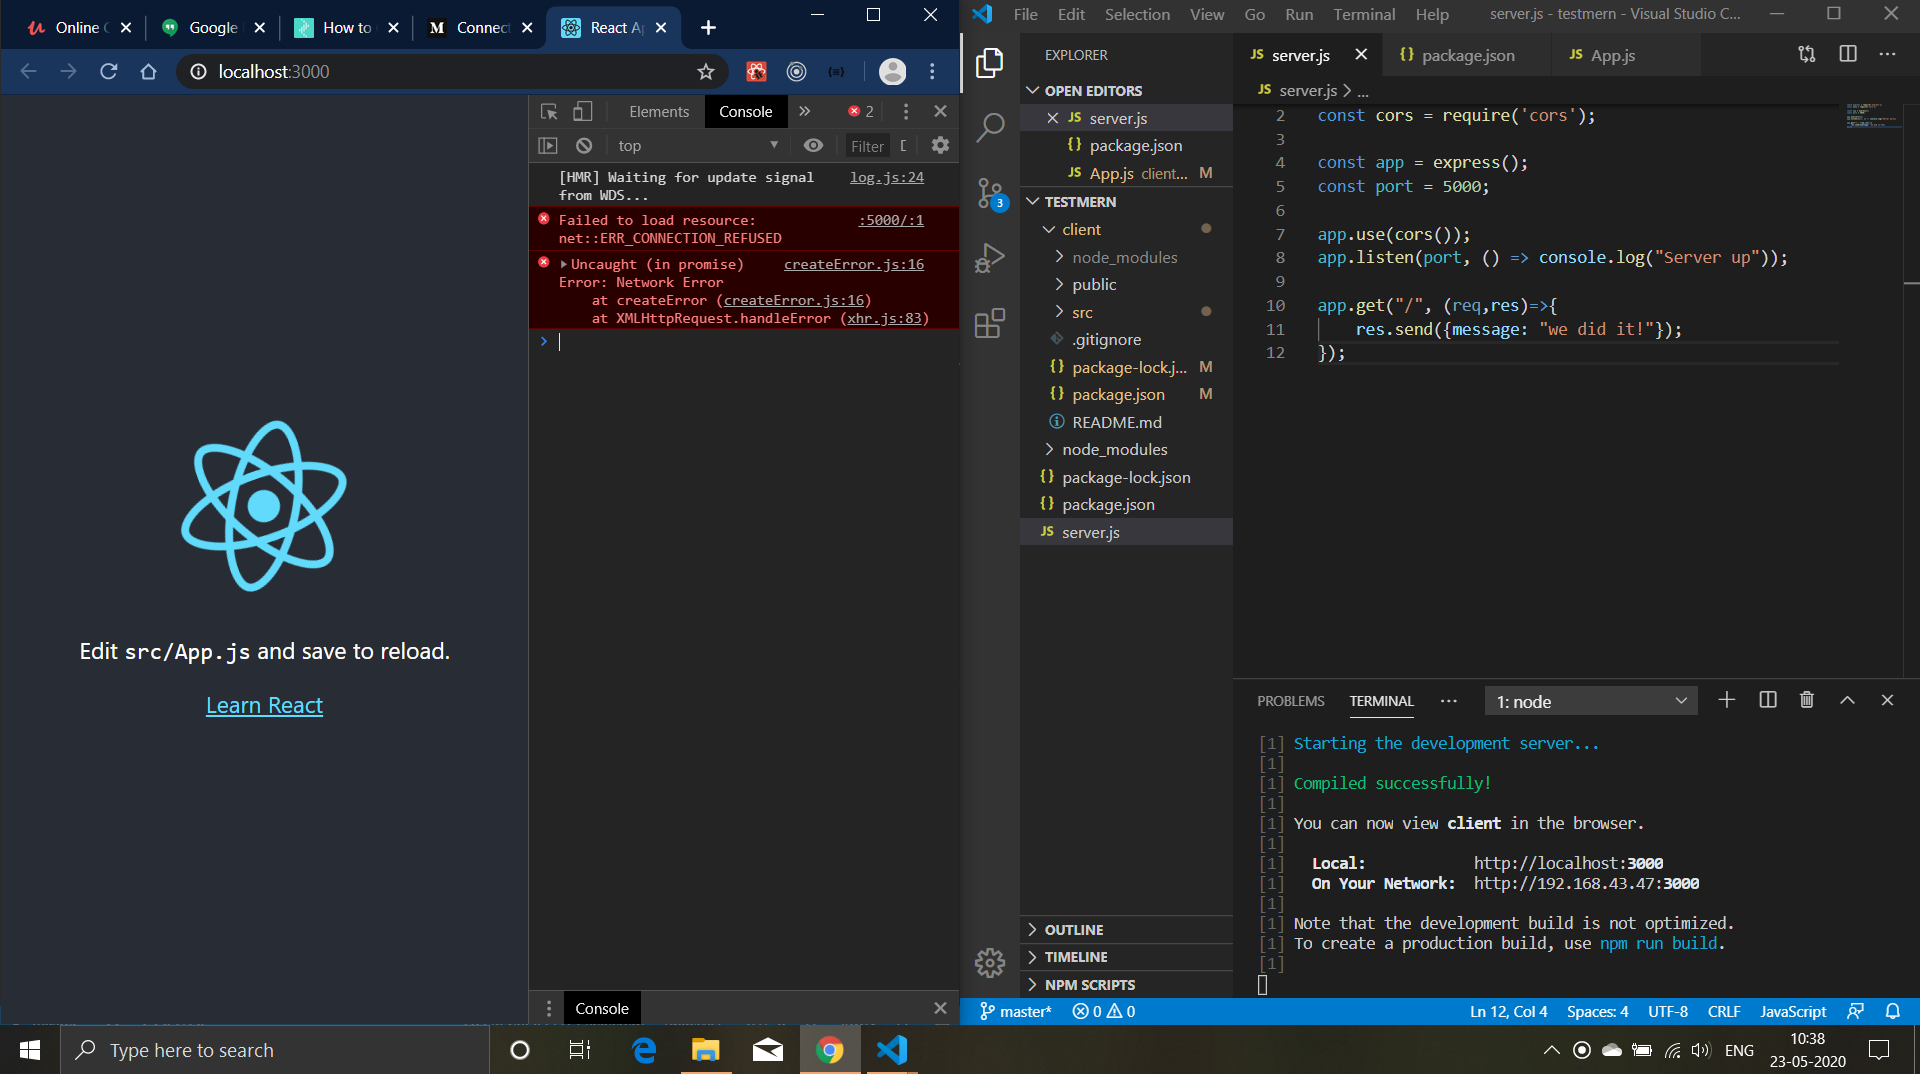 Online
Google
How to
Connect
React A
localhost:3000
Elements
Console
2
top
Filter
[HMR] Waiting for update signal
log.js:24
from WDS...
Failed to load resource:
:5000/:1
net::ERR_CONNECTION_REFUSED
Uncaught (in promise)
createError.js:16
Error: Network Error
at createError (createError.js:16)
at XMLHttpRequest.handleError (xhr.js:83)
Edit src/App.js and save to reload.
Learn React
Console
File Edit Selection View Go Run Terminal Help
server.js - testmern - Visual Studio C...
EXPLORER
OPEN EDITORS
JS server.js
{} package.json
JS App.js client... M
3
TESTMERN
client
node_modules
public
src
.gitignore
{} package-lock.j... M
{} package.json M
README.md
node_modules
{} package-lock.json
{} package.json
JS server.js
OUTLINE
TIMELINE
NPM SCRIPTS
JS server.js
{} package.json
JS App.js
JS server.js > ...
2 const cors = require('cors');
3
4 const app = express();
5 const port = 5000;
6
7 app.use(cors());
8 app.listen(port, () => console.log("Server up"));
9
10 app.get("/", (req,res)=>{
11 res.send({message: "we did it!"});
12 });
PROBLEMS
TERMINAL
...
1: node
[1] Starting the development server...
[1]
[1] Compiled successfully!
[1]
[1] You can now view client in the browser.
[1]
[1] Local: http://localhost:3000
[1] On Your Network: http://192.168.43.47:3000
[1]
[1] Note that the development build is not optimized.
[1] To create a production build, use npm run build.
[1]
master*
0
0
Ln 12, Col 4
Spaces: 4
UTF-8
CRLF
JavaScript
Type here to search
ENG
10:38
23-05-2020